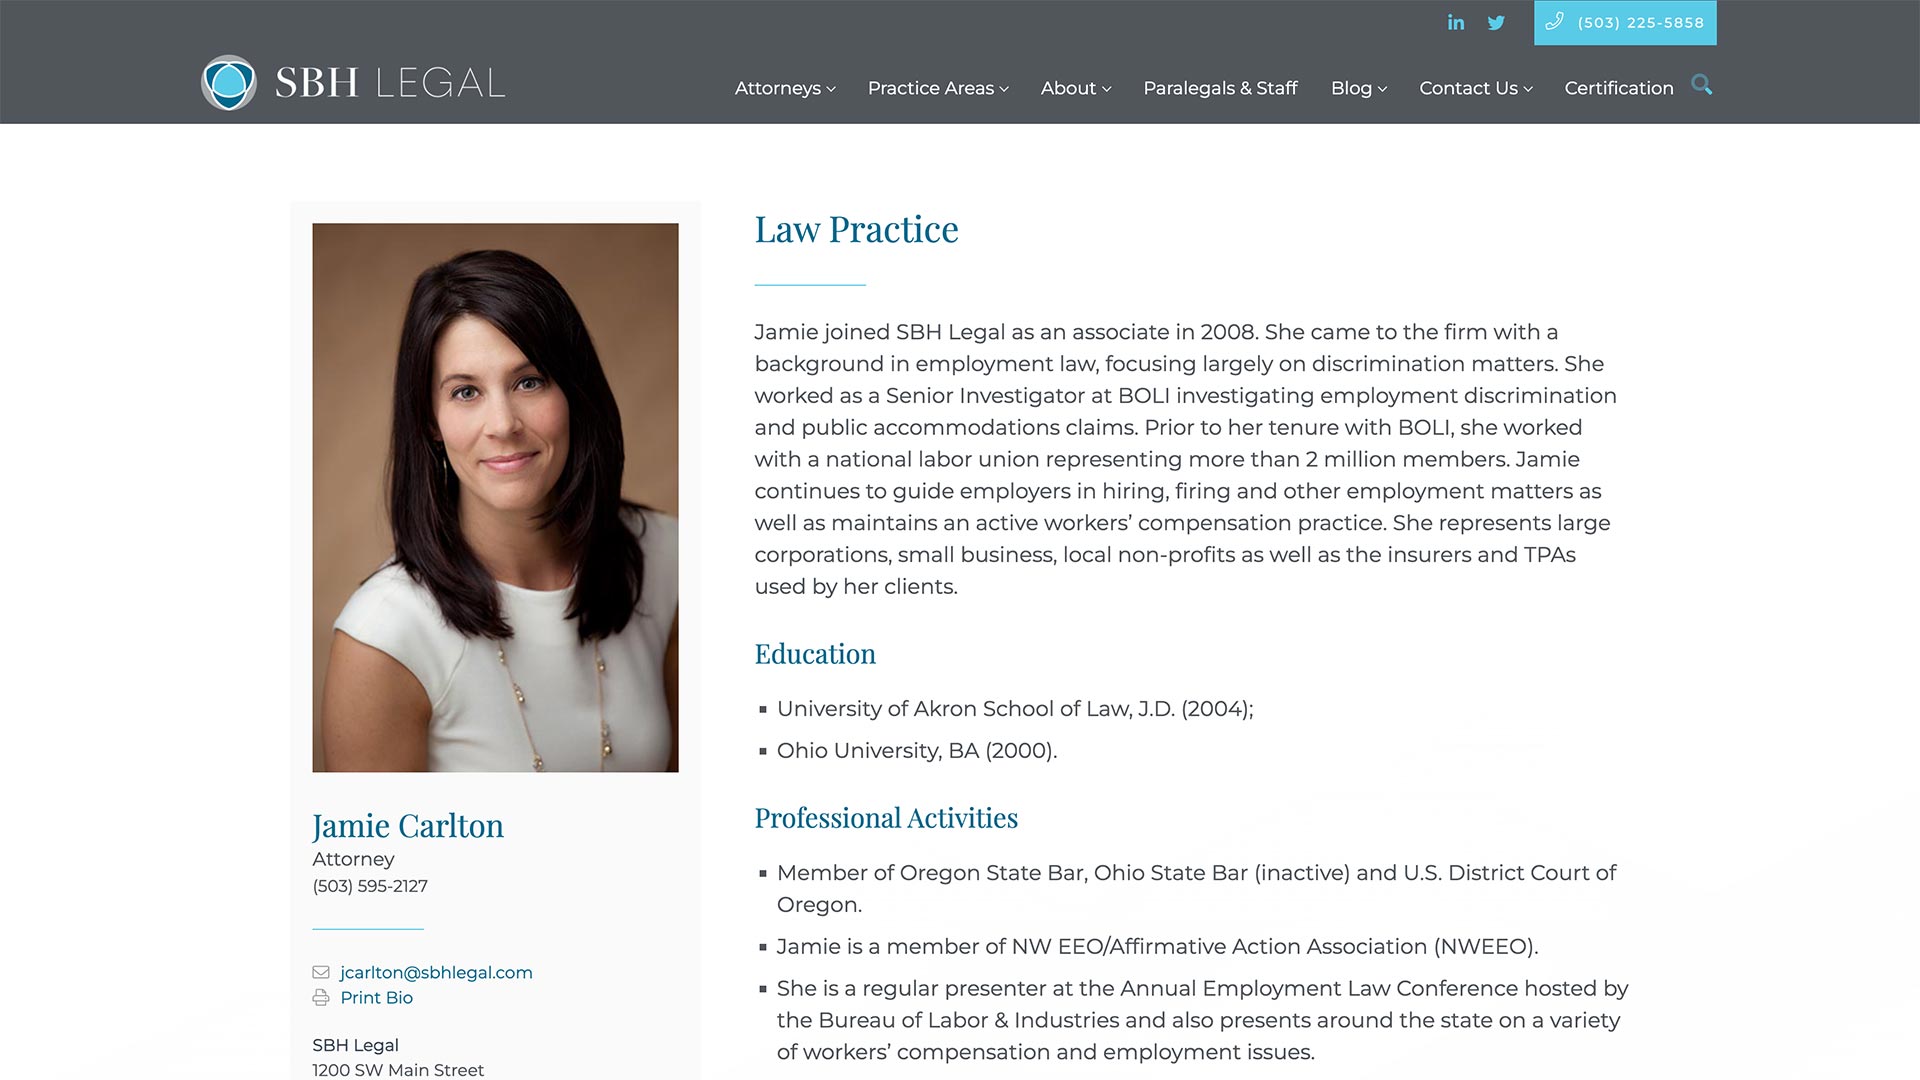 (503) 225-5858
SBH LEGAL
Attorneys
Practice Areas
About
Paralegals & Staff
Blog
Contact Us
Certification
Jamie Carlton
Attorney
(503) 595-2127
jcarlton@sbhlegal.com
Print Bio
SBH Legal
1200 SW Main Street
Law Practice
Jamie joined SBH Legal as an associate in 2008. She came to the firm with a
background in employment law, focusing largely on discrimination matters. She
worked as a Senior Investigator at BOLI investigating employment discrimination
and public accommodations claims. Prior to her tenure with BOLI, she worked
with a national labor union representing more than 2 million members. Jamie
continues to guide employers in hiring, firing and other employment matters as
well as maintains an active workers’ compensation practice. She represents large
corporations, small business, local non-profits as well as the insurers and TPAs
used by her clients.
Education
▪ University of Akron School of Law, J.D. (2004);
▪ Ohio University, BA (2000).
Professional Activities
▪ Member of Oregon State Bar, Ohio State Bar (inactive) and U.S. District Court of
Oregon.
▪ Jamie is a member of NW EEO/Affirmative Action Association (NWEEO).
▪ She is a regular presenter at the Annual Employment Law Conference hosted by
the Bureau of Labor & Industries and also presents around the state on a variety
of workers’ compensation and employment issues.